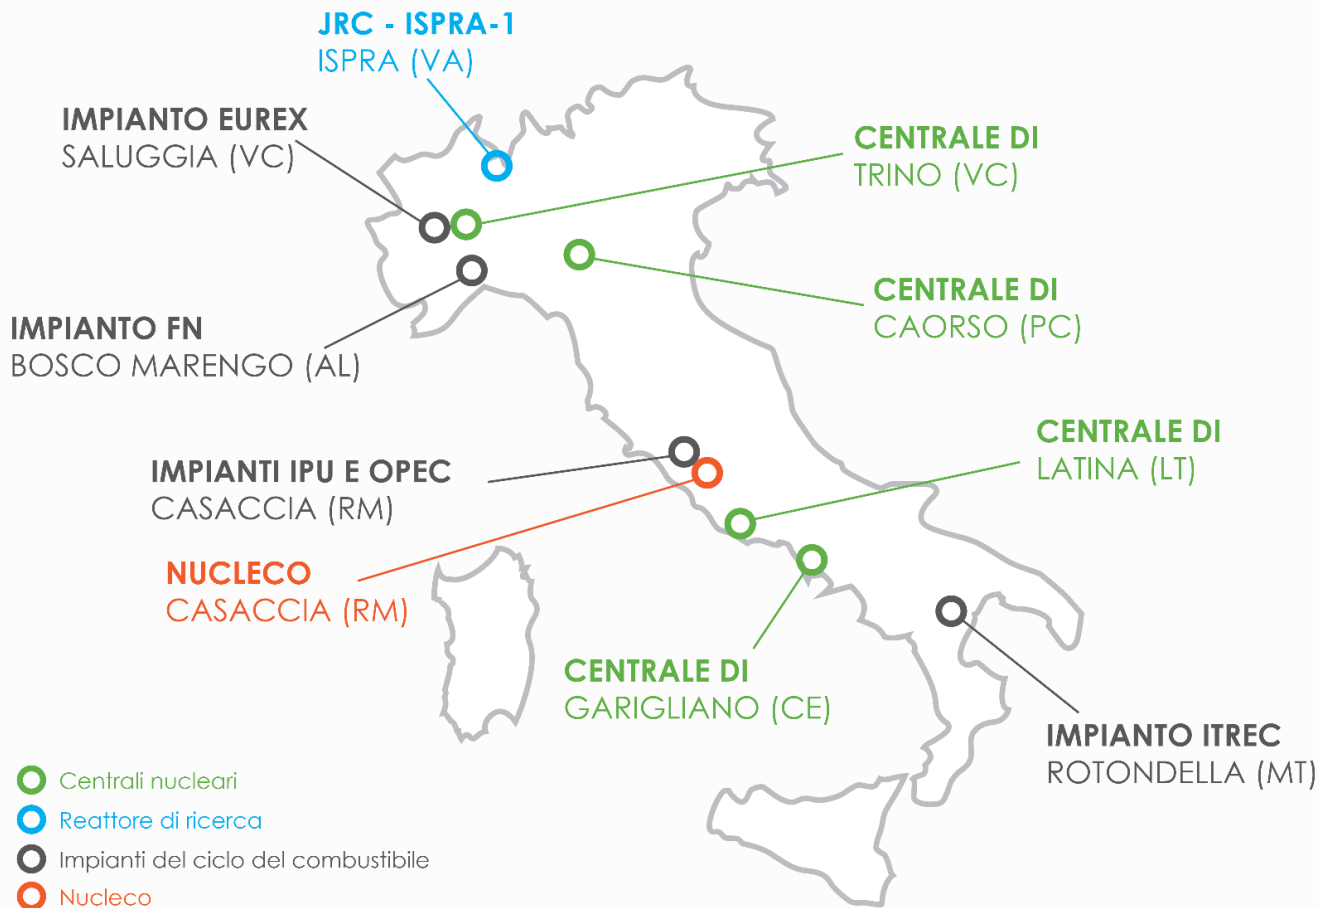 JRC - ISPRA-1
ISPRA (VA)
IMPIANTO EUREX
SALUGGIA (VC)
CENTRALE DI
TRINO (VC)
CENTRALE DI
CAORSO (PC)
IMPIANTO FN
BOSCO MARENGO (AL)
CENTRALE DI
LATINA (LT)
IMPIANTI IPU E OPEC
CASACCIA (RM)
NUCLECO
CASACCIA (RM)
CENTRALE DI
GARIGLIANO (CE)
IMPIANTO ITREC
ROTONDELLA (MT)
Centrali nucleari
Reattore di ricerca
Impianti del ciclo del combustibile
Nucleco